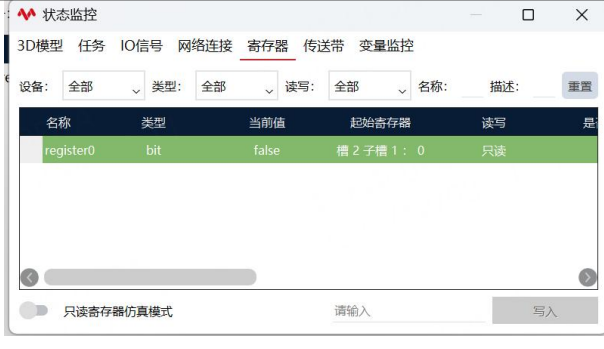 状态监控
3D模型 任务 IO信号 网络连接 寄存器 传送带 变量监控
设备: 全部 类型: 全部 读写: 全部 名称: 描述: 重置
名称 类型 当前值 起始寄存器 读写
register0 bit false 槽 2 子槽 1： 0 只读
只读寄存器仿真模式 请输入 写入